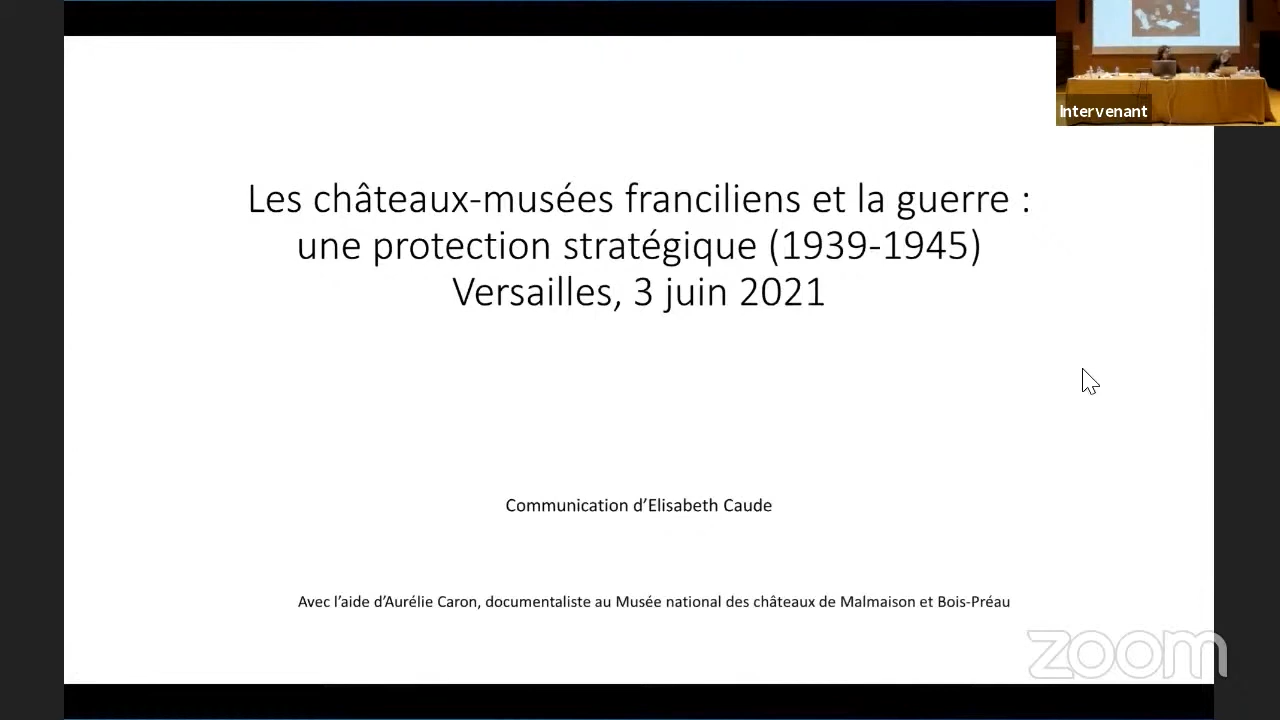 Intervenant
Les châteaux-musées franciliens et la guerre :
une protection stratégique (1939-1945)
Versailles, 3 juin 2021
Communication d’Elisabeth Caude
Avec l’aide d’Aurélie Caron, documentaliste au Musée national des châteaux de Malmaison et Bois-Préau
zoom